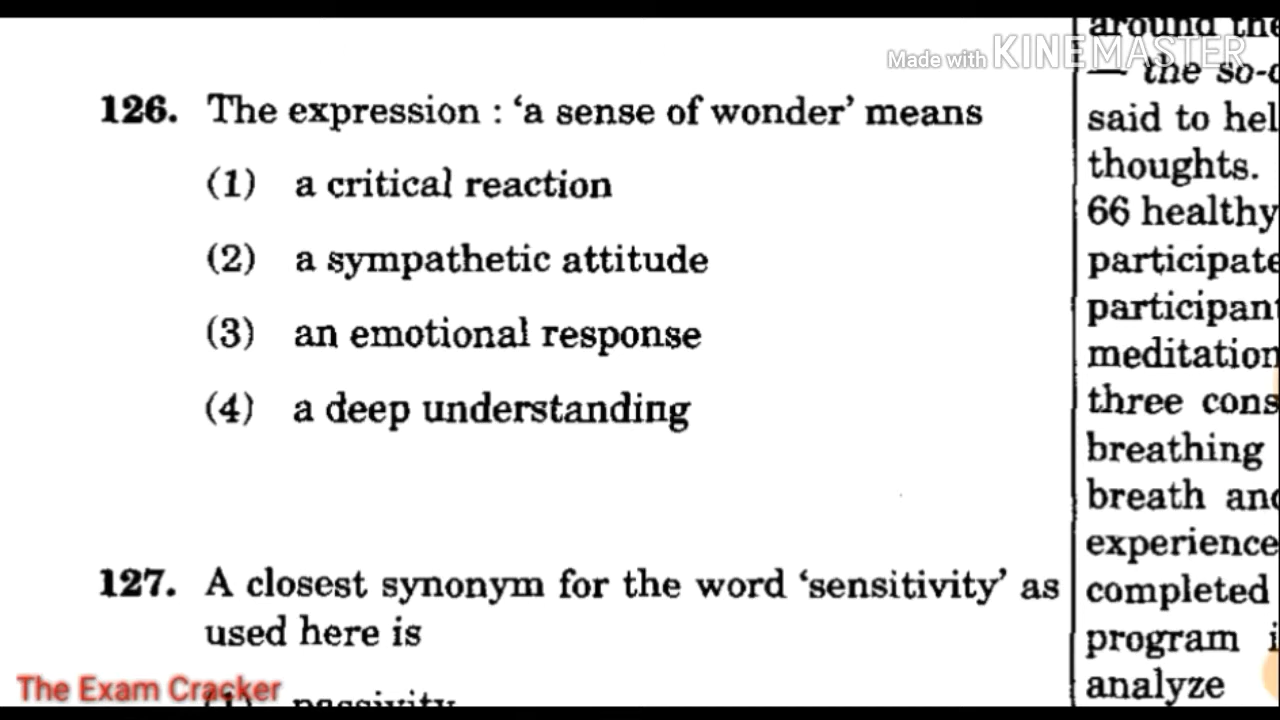 126. The expression : ‘a sense of wonder’ means
(1) a critical reaction
(2) a sympathetic attitude
(3) an emotional response
(4) a deep understanding
127. A closest synonym for the word ‘sensitivity’ as
used here is
(1) passivity
around the
— the so-c
said to hel
thoughts.
66 healthy
participate
participan
meditation
three cons
breathing
breath and
experience
completed
program i
analyze
Made with KINEMASTER
The Exam Cracker